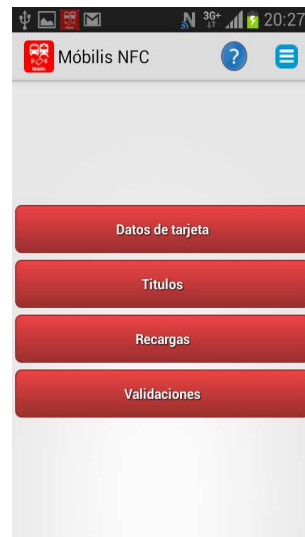 3G+ 20:27
Móbilis NFC ?
Datos de tarjeta
Titulos
Recargas
Validaciones